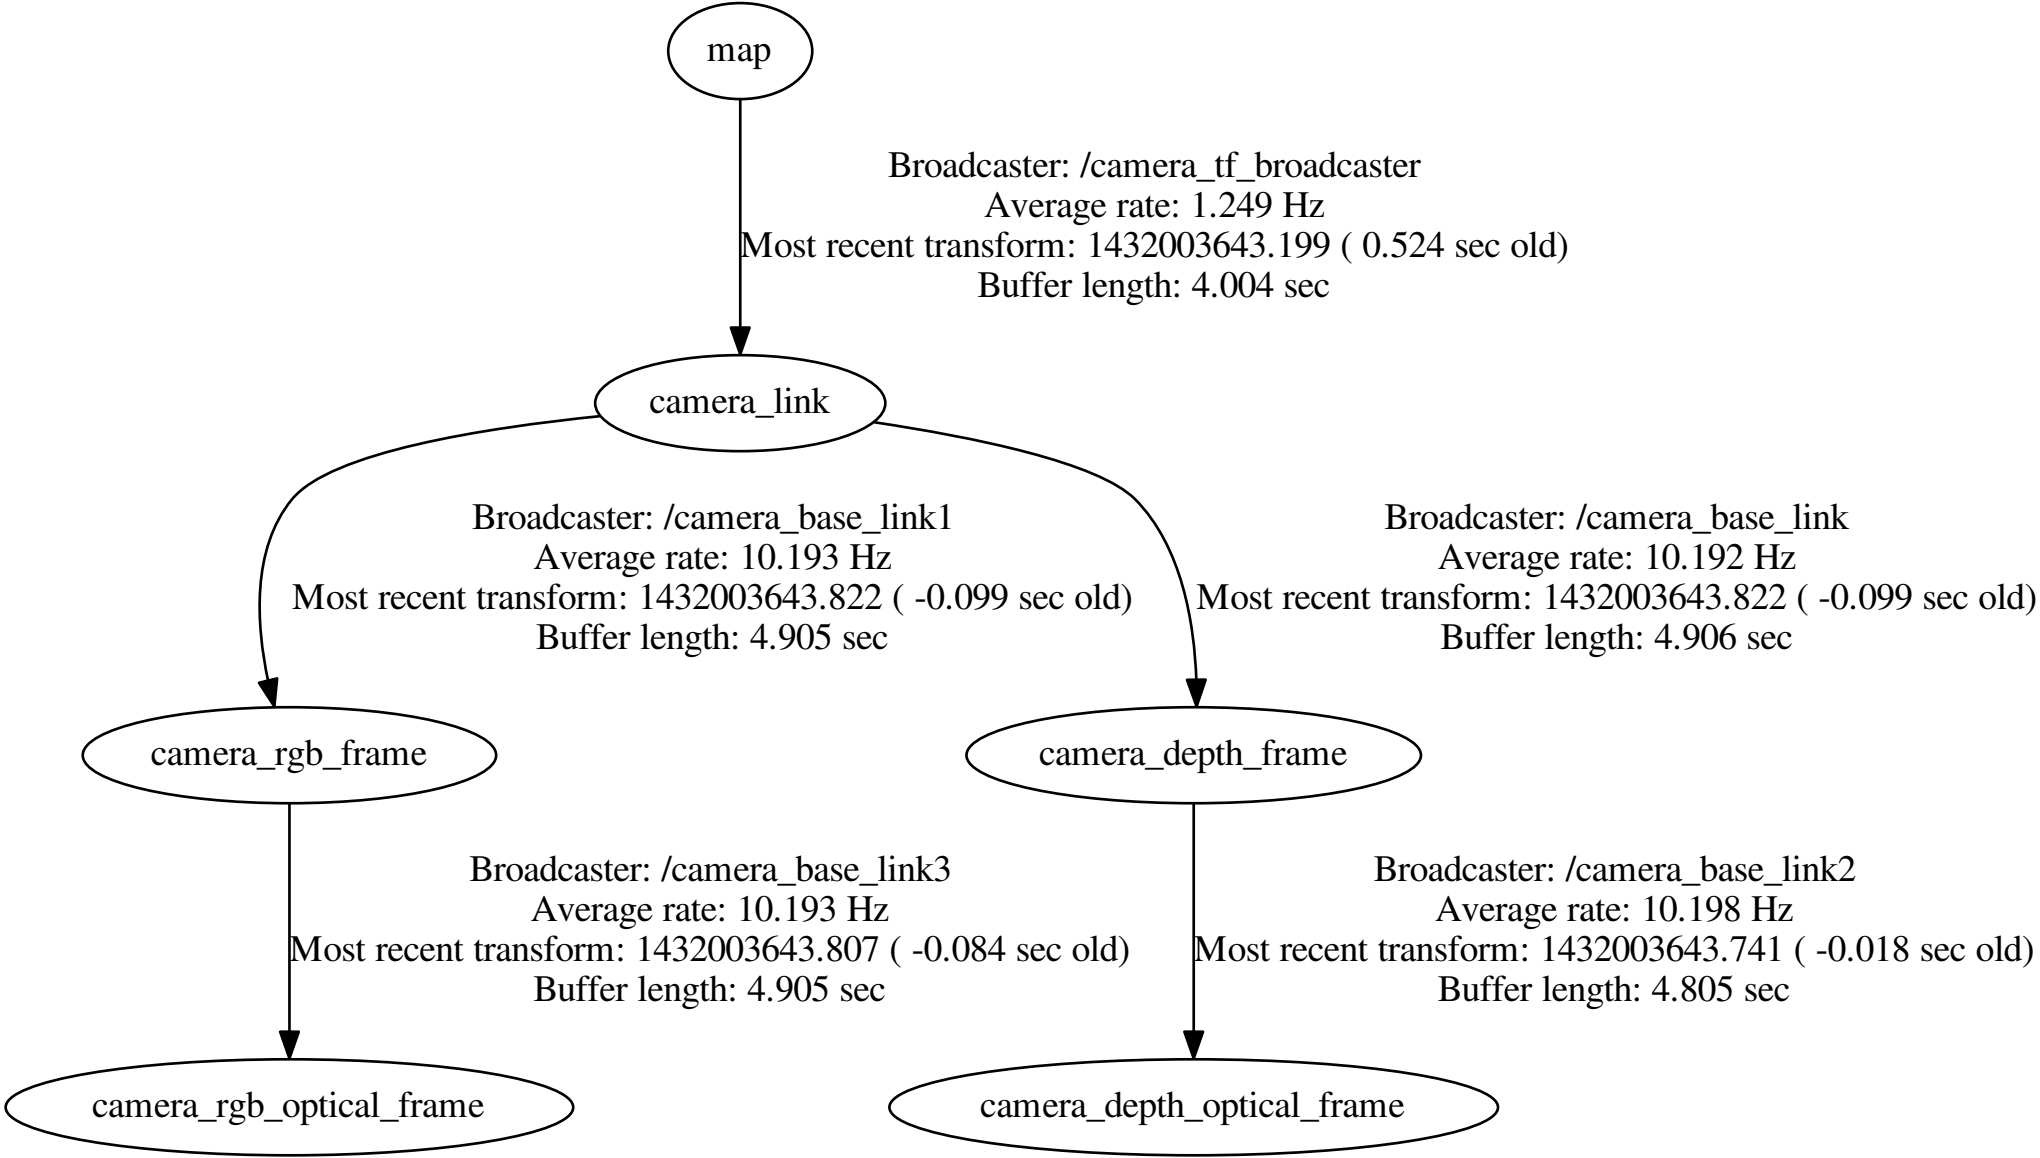 map
Broadcaster: /camera_tf_broadcaster
Average rate: 1.249 Hz
Most recent transform: 1432003643.199 ( 0.524 sec old)
Buffer length: 4.004 sec
camera_link
Broadcaster: /camera_base_link1
Average rate: 10.193 Hz
Most recent transform: 1432003643.822 ( -0.099 sec old)
Buffer length: 4.905 sec
Broadcaster: /camera_base_link
Average rate: 10.192 Hz
Most recent transform: 1432003643.822 ( -0.099 sec old)
Buffer length: 4.906 sec
camera_rgb_frame
camera_depth_frame
Broadcaster: /camera_base_link3
Average rate: 10.193 Hz
Most recent transform: 1432003643.807 ( -0.084 sec old)
Buffer length: 4.905 sec
Broadcaster: /camera_base_link2
Average rate: 10.198 Hz
Most recent transform: 1432003643.741 ( -0.018 sec old)
Buffer length: 4.805 sec
camera_rgb_optical_frame
camera_depth_optical_frame